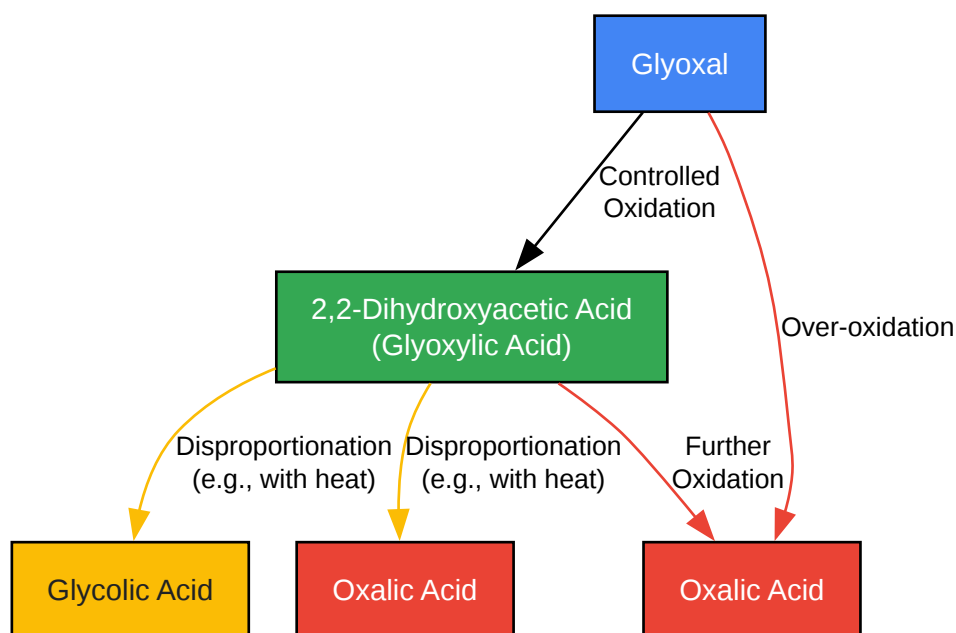 Glyoxal
Controlled
Oxidation
2,2-Dihydroxyacetic Acid
(Glyoxylic Acid)
Over-oxidation
Disproportionation
(e.g., with heat)
Disproportionation
(e.g., with heat)
Further
Oxidation
Glycolic Acid
Oxalic Acid
Oxalic Acid